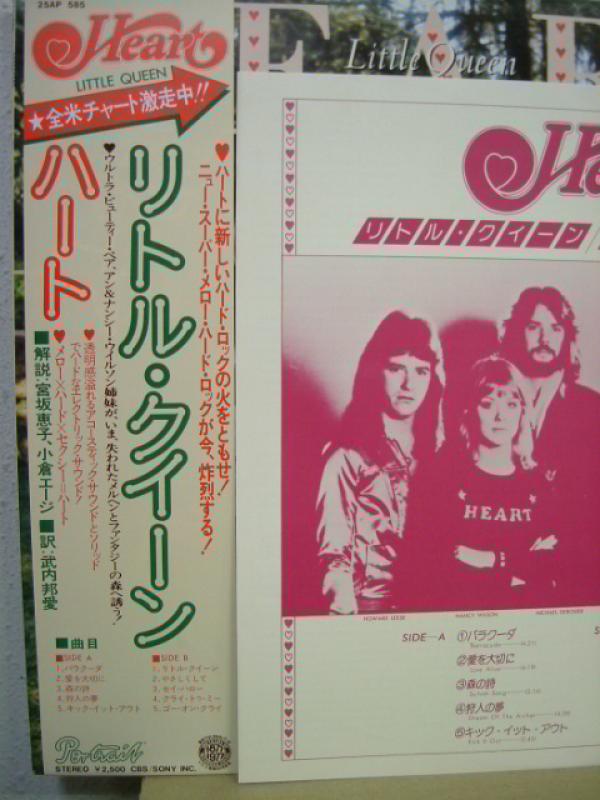 25AP 585
Heart
LITTLE QUEEN
★全米チャート激走中!!
♥ハートに新しいハード・ロックの火をともせ!
ニュー・スーパー・メロー・ハード・ロックが今、炸烈する!
リトル・クイーン
♥ウルトラ・ビューティー・ペア、アン&ナンシー・ウイルソン姉妹が、いま、失われたメルヘンとファンタジーの森へ誘う!
ハート
♥透明感溢れるアコースティック・サウンドとソリッド
でハードなエレクトリック・サウンド!
♥メロー×ハード×セクシー=ハート
■解説:宮坂恵子、小倉エージ ■訳:武内邦愛
■曲目
■SIDE A
1.バラクーダ
2.愛を大切に
3.森の詩
4.狩人の夢
5.キック・イット・アウト
■SIDE B
1.リトル・クイーン
2.やさしくして
3.セイ・ハロー
4.クライ・トゥ・ミー
5.ゴー・オン・クライ
Portrait
STEREO ¥2,500 CBS/SONY INC.
1977
EAR
Little Queen
Hea
リトル・クイーン/
HEART
HOWARD LEESE
NANCY WILSON
MICHAEL DEROSIER
SIDE—A
①バラクーダ
Barracuda
②愛を大切に
Love Alive
③森の詩
Sylvan Song
④狩人の夢
Dream Of The Archer
⑤キック・イット・アウト
Kick It Out
S